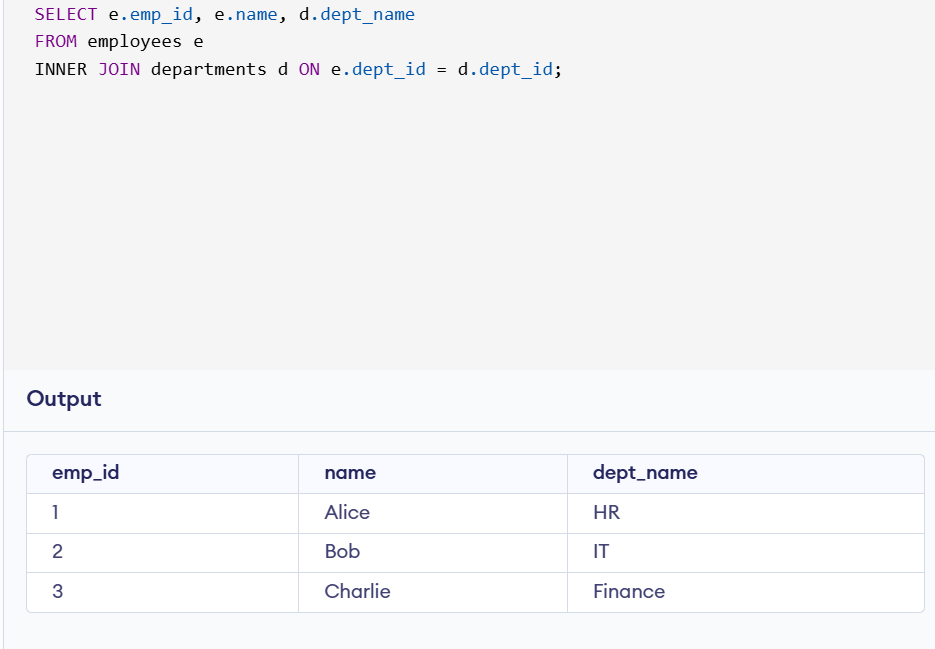 SELECT e.emp_id, e.name, d.dept_name
FROM employees e
INNER JOIN departments d ON e.dept_id = d.dept_id;
Output
emp_id name dept_name
1 Alice HR
2 Bob IT
3 Charlie Finance